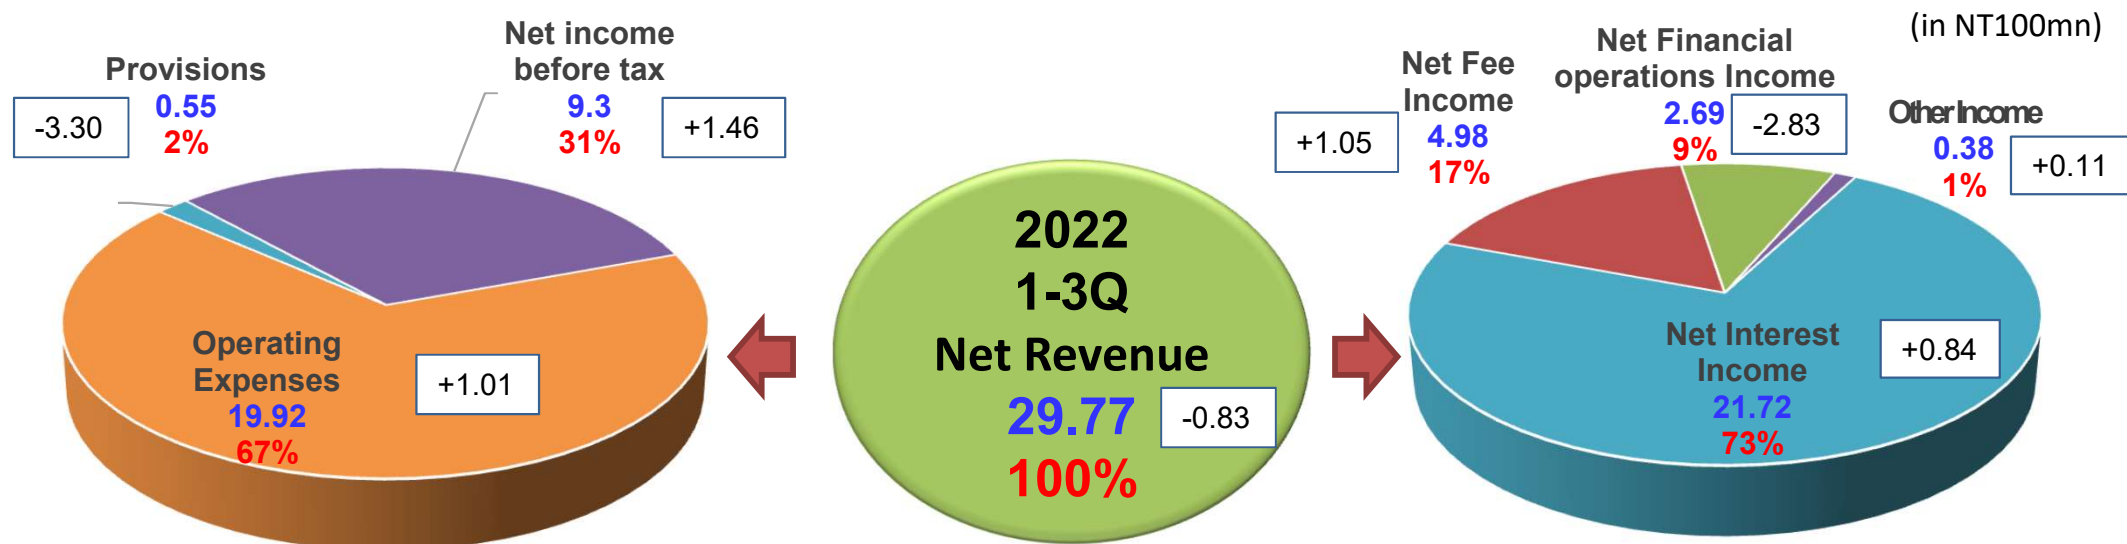 (in NT100mn)
Provisions
0.55
2%
-3.30
Net income
before tax
9.3
31%
+1.46
Operating
Expenses
19.92
67%
+1.01
2022
1-3Q
Net Revenue
29.77
100%
-0.83
Net Fee
Income
4.98
17%
+1.05
Net Financial
operations Income
2.69
9%
-2.83
Other Income
0.38
1%
+0.11
Net Interest
Income
21.72
73%
+0.84